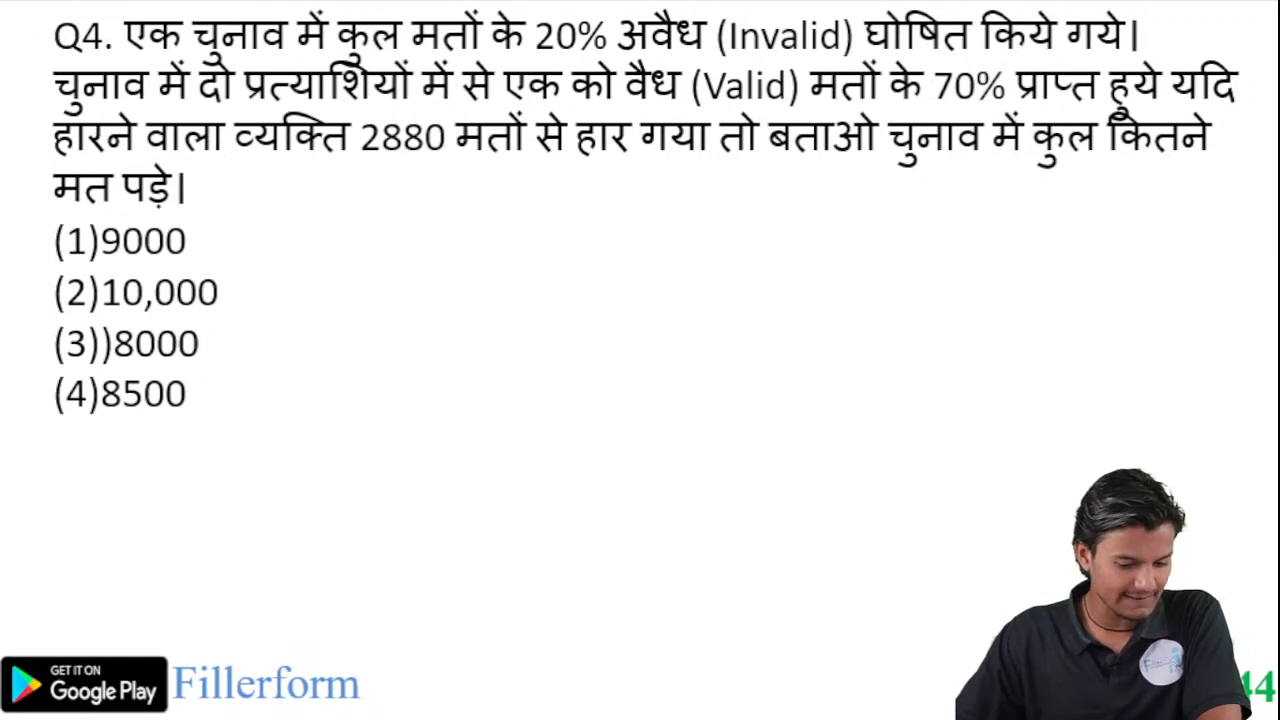 Q4. एक चुनाव में कुल मतों के 20% अवैध (Invalid) घोषित किये गये।
चुनाव में दो प्रत्याशियों में से एक को वैध (Valid) मतों के 70% प्राप्त हुये यदि
हारने वाला व्यक्ति 2880 मतों से हार गया तो बताओ चुनाव में कुल कितने
मत पड़े।
(1)9000
(2)10,000
(3))8000
(4)8500
GET IT ON
Google Play
Fillerform
44